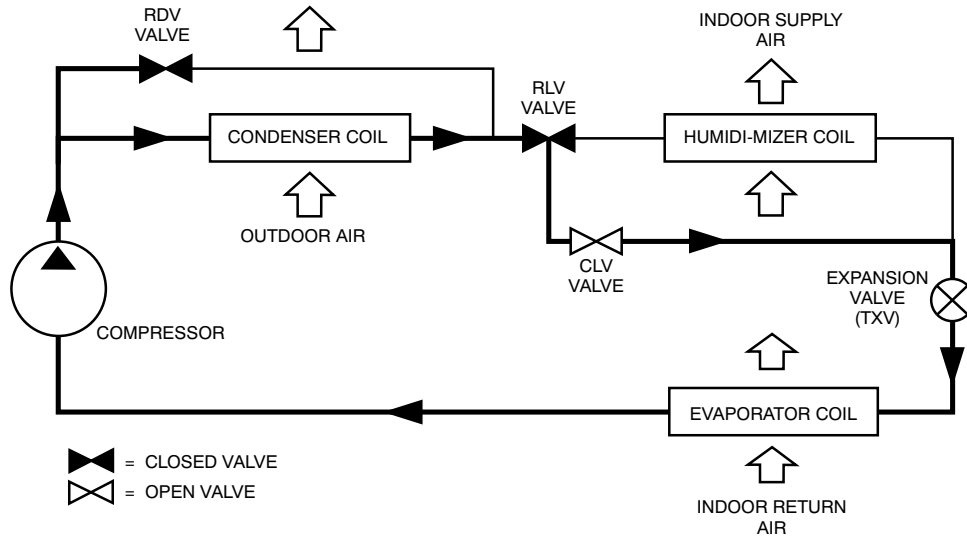 RDV
VALVE
INDOOR SUPPLY
AIR
RLV
VALVE
CONDENSER COIL
HUMIDI-MIZER COIL
OUTDOOR AIR
CLV
VALVE
EXPANSION
VALVE
(TXV)
COMPRESSOR
EVAPORATOR COIL
= CLOSED VALVE
= OPEN VALVE
INDOOR RETURN
AIR